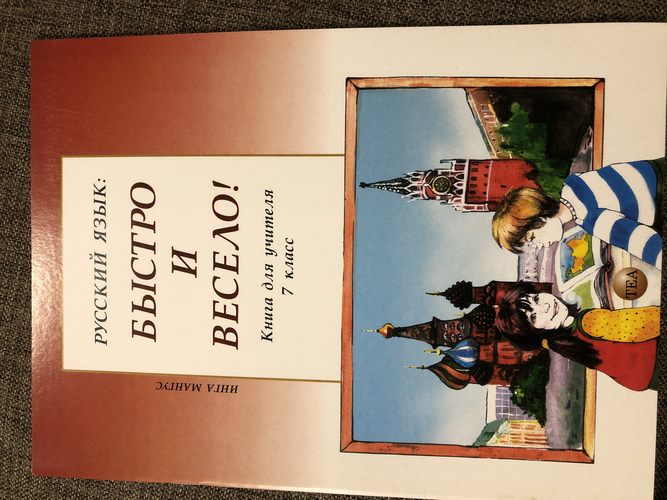 ИНГА МАНГУС
РУССКИЙ ЯЗЫК:
БЫСТРО
И
ВЕСЕЛО!
Книга для учителя
7 класс
TEA